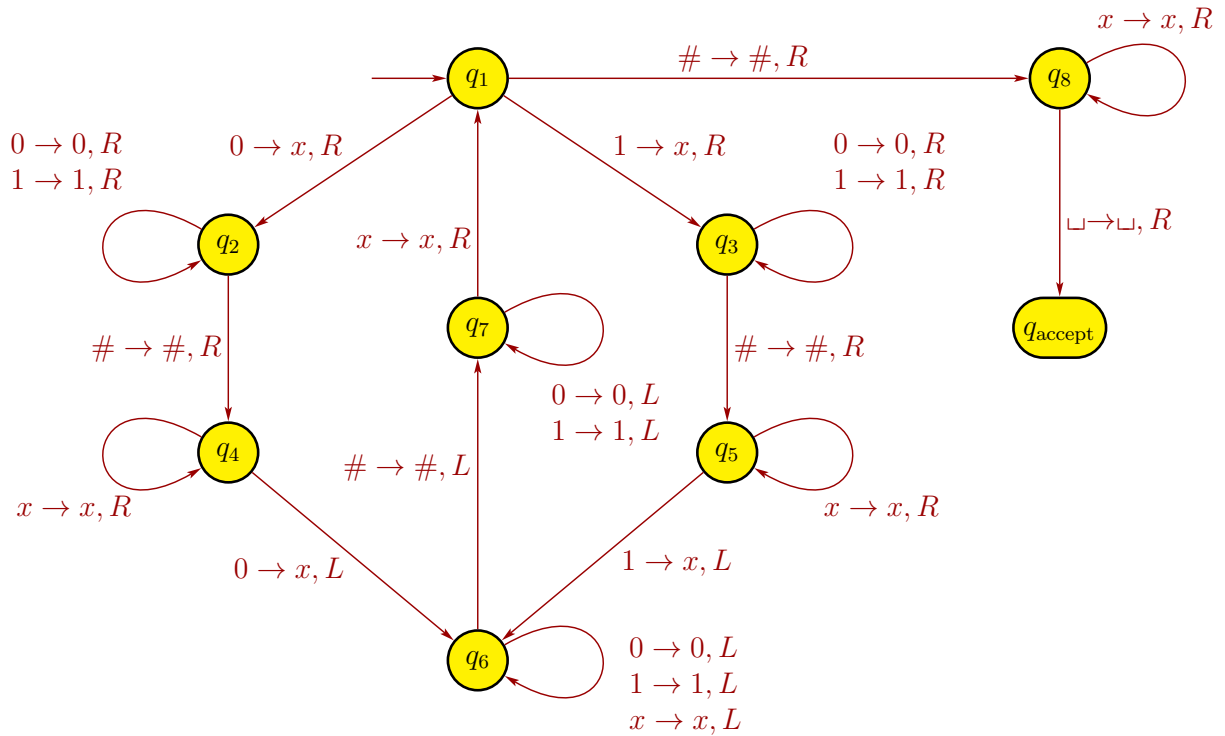 x → x, R
# → #, R
q1
q8
0 → 0, R
1 → 1, R
0 → x, R
1 → x, R
0 → 0, R
1 → 1, R
q2
x → x, R
q3
␣→␣, R
q7
qaccept
# → #, R
# → #, R
0 → 0, L
1 → 1, L
q4
# → #, L
q5
x → x, R
x → x, R
0 → x, L
1 → x, L
q6
0 → 0, L
1 → 1, L
x → x, L